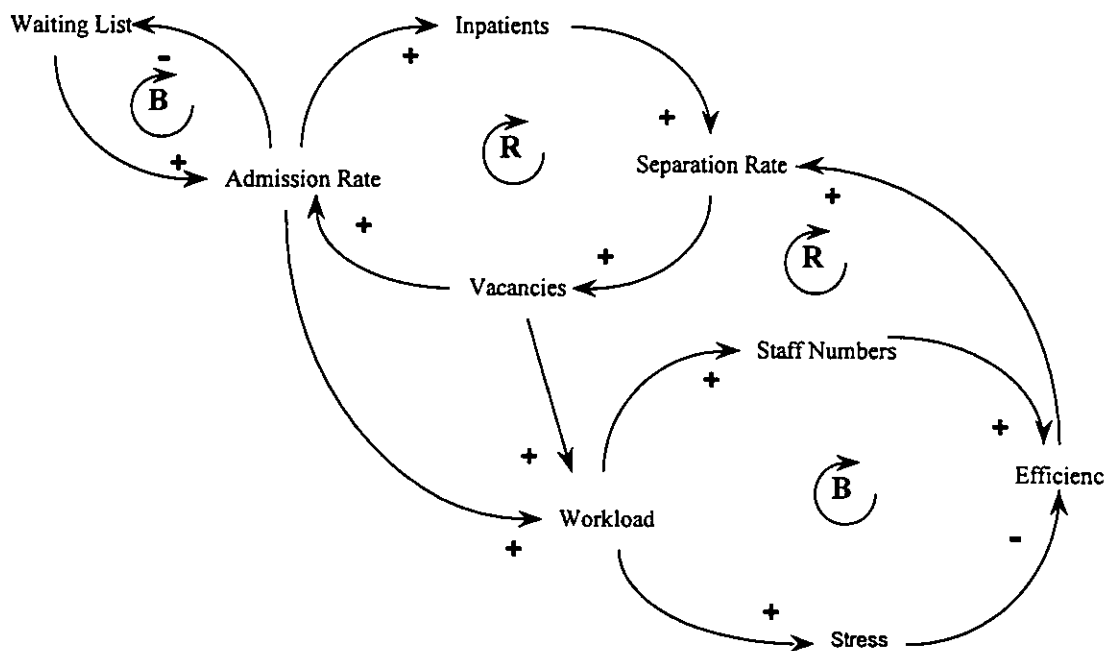 Waiting List
Inpatients
-
+
B
R
+
+
Admission Rate
Separation Rate
+
+
+
R
Vacancies
Staff Numbers
+
+
+
B
Efficienc
Workload
+
-
+
Stress